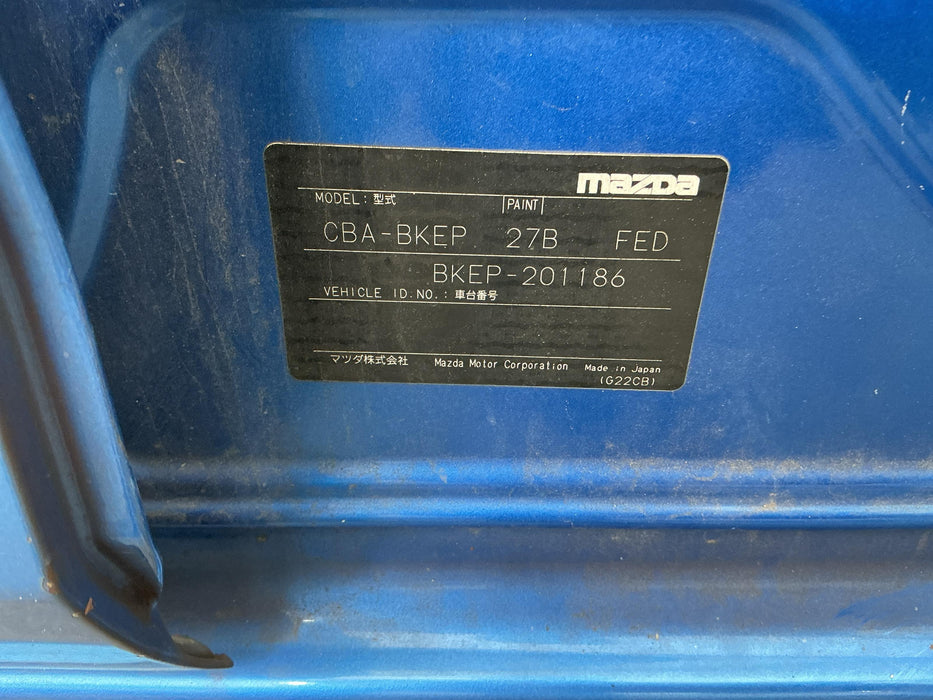 mazda
MODEL: 型式 PAINT
CBA-BKEP 27B FED
BKEP-201186
VEHICLE ID.NO.: 車台番号
マツダ株式会社 Mazda Motor Corporation Made in Japan
(G22CB)